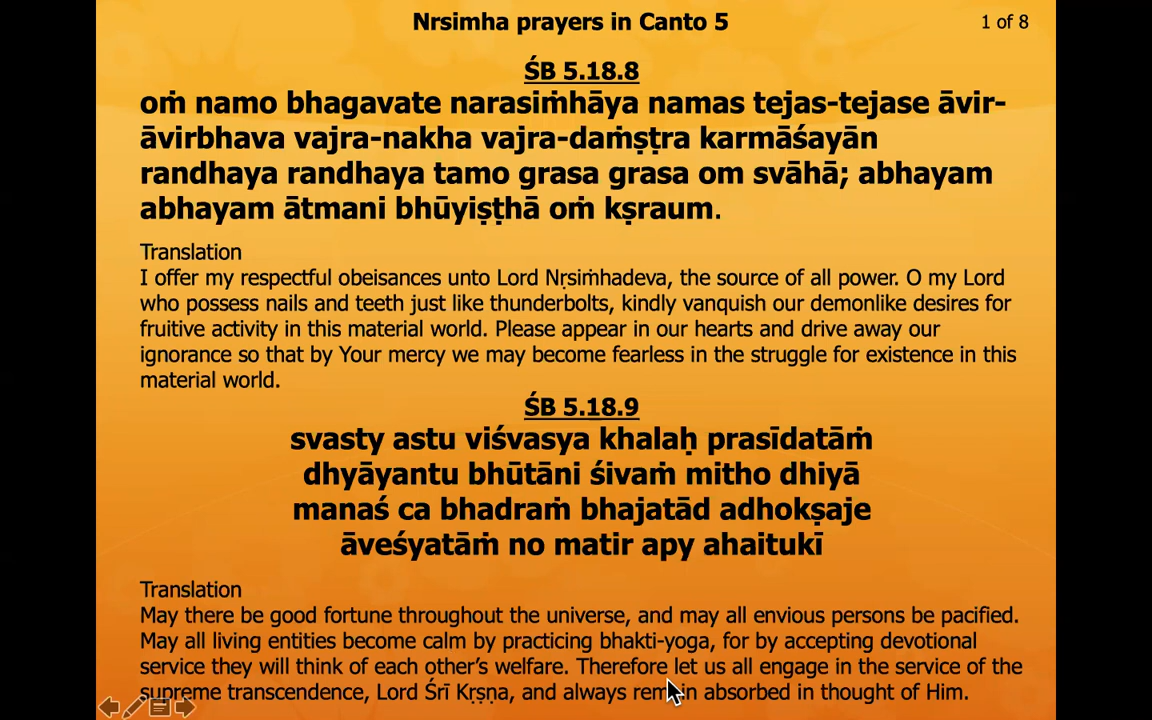 Nrsimha prayers in Canto 5
1 of 8
ŚB 5.18.8
oṁ namo bhagavate narasiṁhāya namas tejas-tejase āvir-
āvirbhava vajra-nakha vajra-daṁṣṭra karmāśayān
randhaya randhaya tamo grasa grasa om svāhā; abhayam
abhayam ātmani bhūyiṣṭhā oṁ kṣraum.
Translation
I offer my respectful obeisances unto Lord Nṛsiṁhadeva, the source of all power. O my Lord
who possess nails and teeth just like thunderbolts, kindly vanquish our demonlike desires for
fruitive activity in this material world. Please appear in our hearts and drive away our
ignorance so that by Your mercy we may become fearless in the struggle for existence in this
material world.
ŚB 5.18.9
svasty astu viśvasya khalaḥ prasīdatāṁ
dhyāyantu bhūtāni śivaṁ mitho dhiyā
manaś ca bhadraṁ bhajatād adhokṣaje
āveśyatāṁ no matir apy ahaitukī
Translation
May there be good fortune throughout the universe, and may all envious persons be pacified.
May all living entities become calm by practicing bhakti-yoga, for by accepting devotional
service they will think of each other’s welfare. Therefore let us all engage in the service of the
supreme transcendence, Lord Śrī Kṛṣṇa, and always remain absorbed in thought of Him.